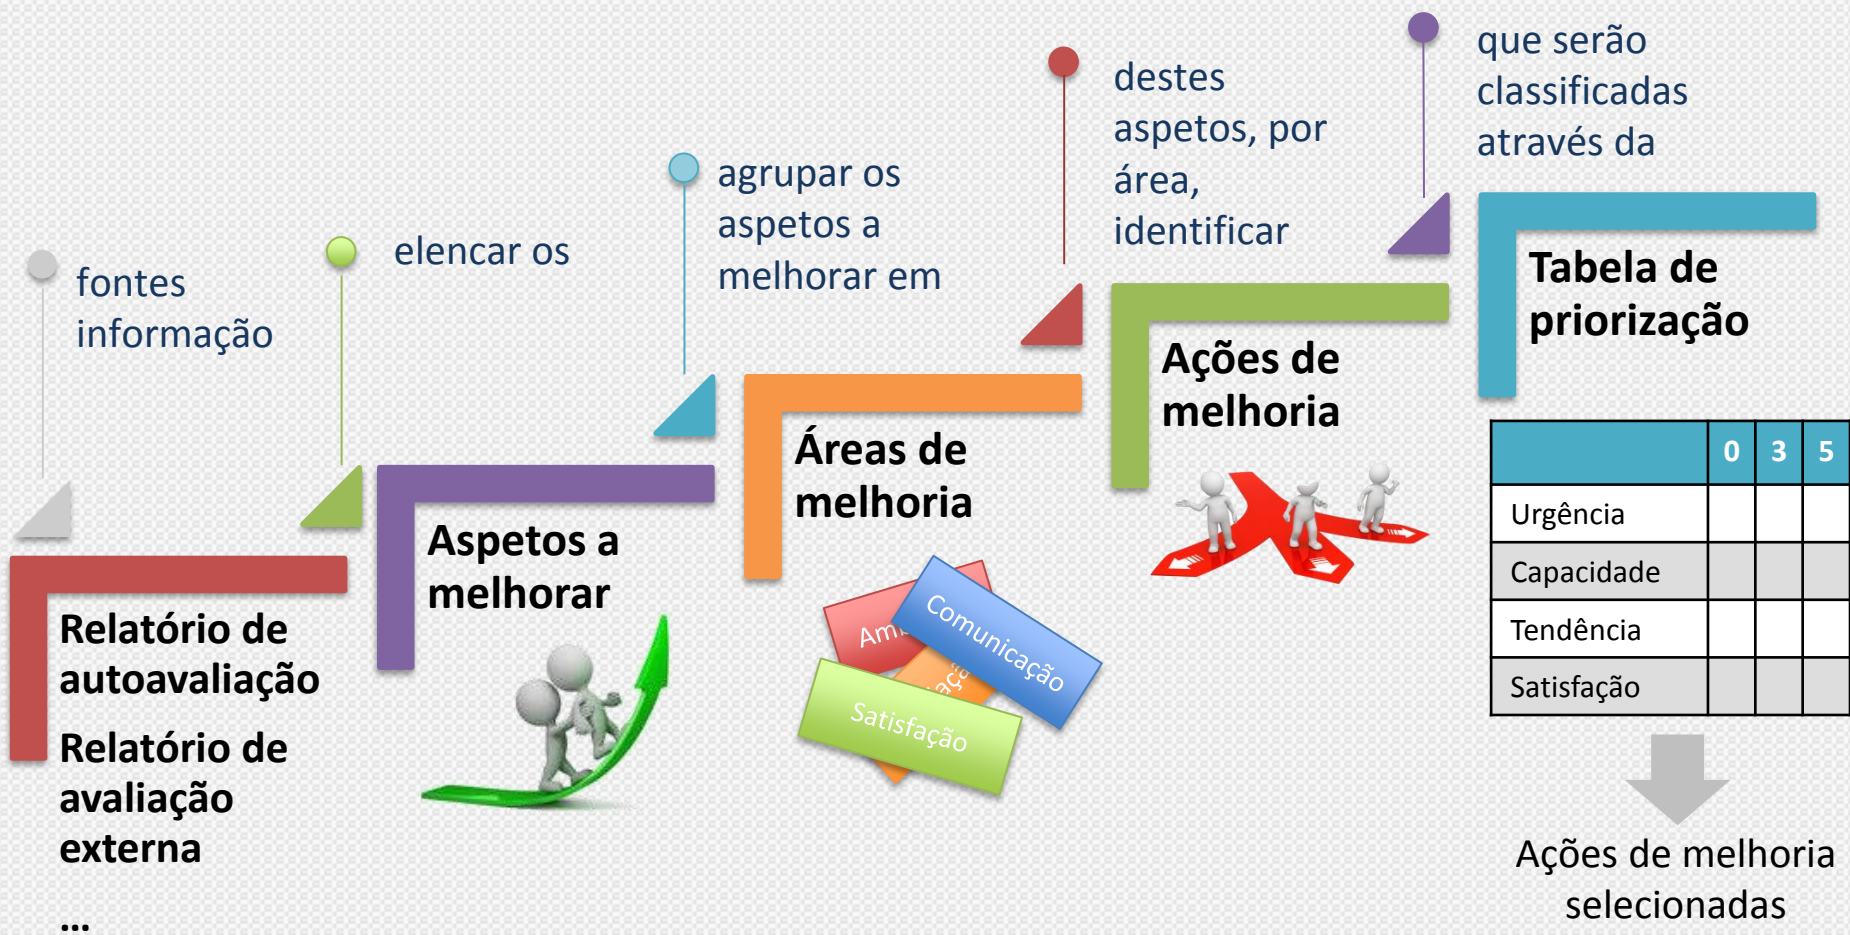 fontes
informação
Relatório de
autoavaliação
Relatório de
avaliação
externa
...
elencar os
Aspetos a
melhorar
agrupar os
aspetos a
melhorar em
Áreas de
melhoria
Comunicação
Satisfação
destes
aspetos, por
área,
identificar
Ações de
melhoria
que serão
classificadas
através da
Tabela de
priorização
0 3 5
Urgência
Capacidade
Tendência
Satisfação
Ações de melhoria
selecionadas